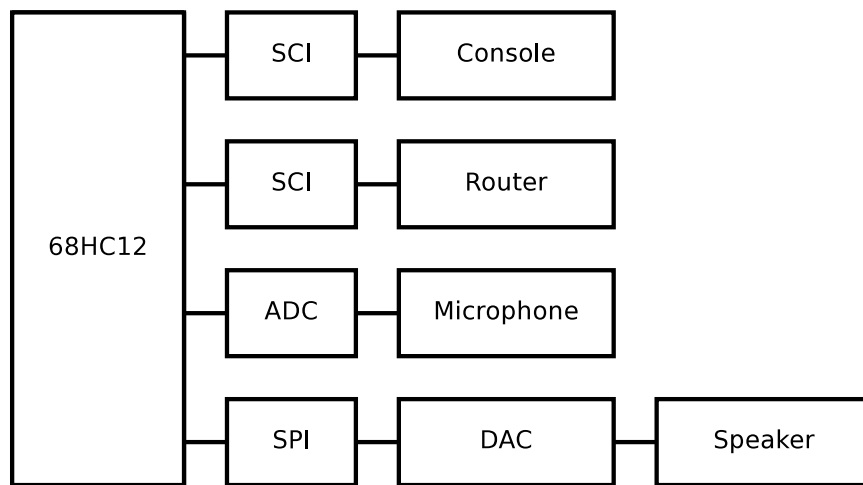 SCI
Console
SCI
Router
68HC12
ADC
Microphone
SPI
DAC
Speaker